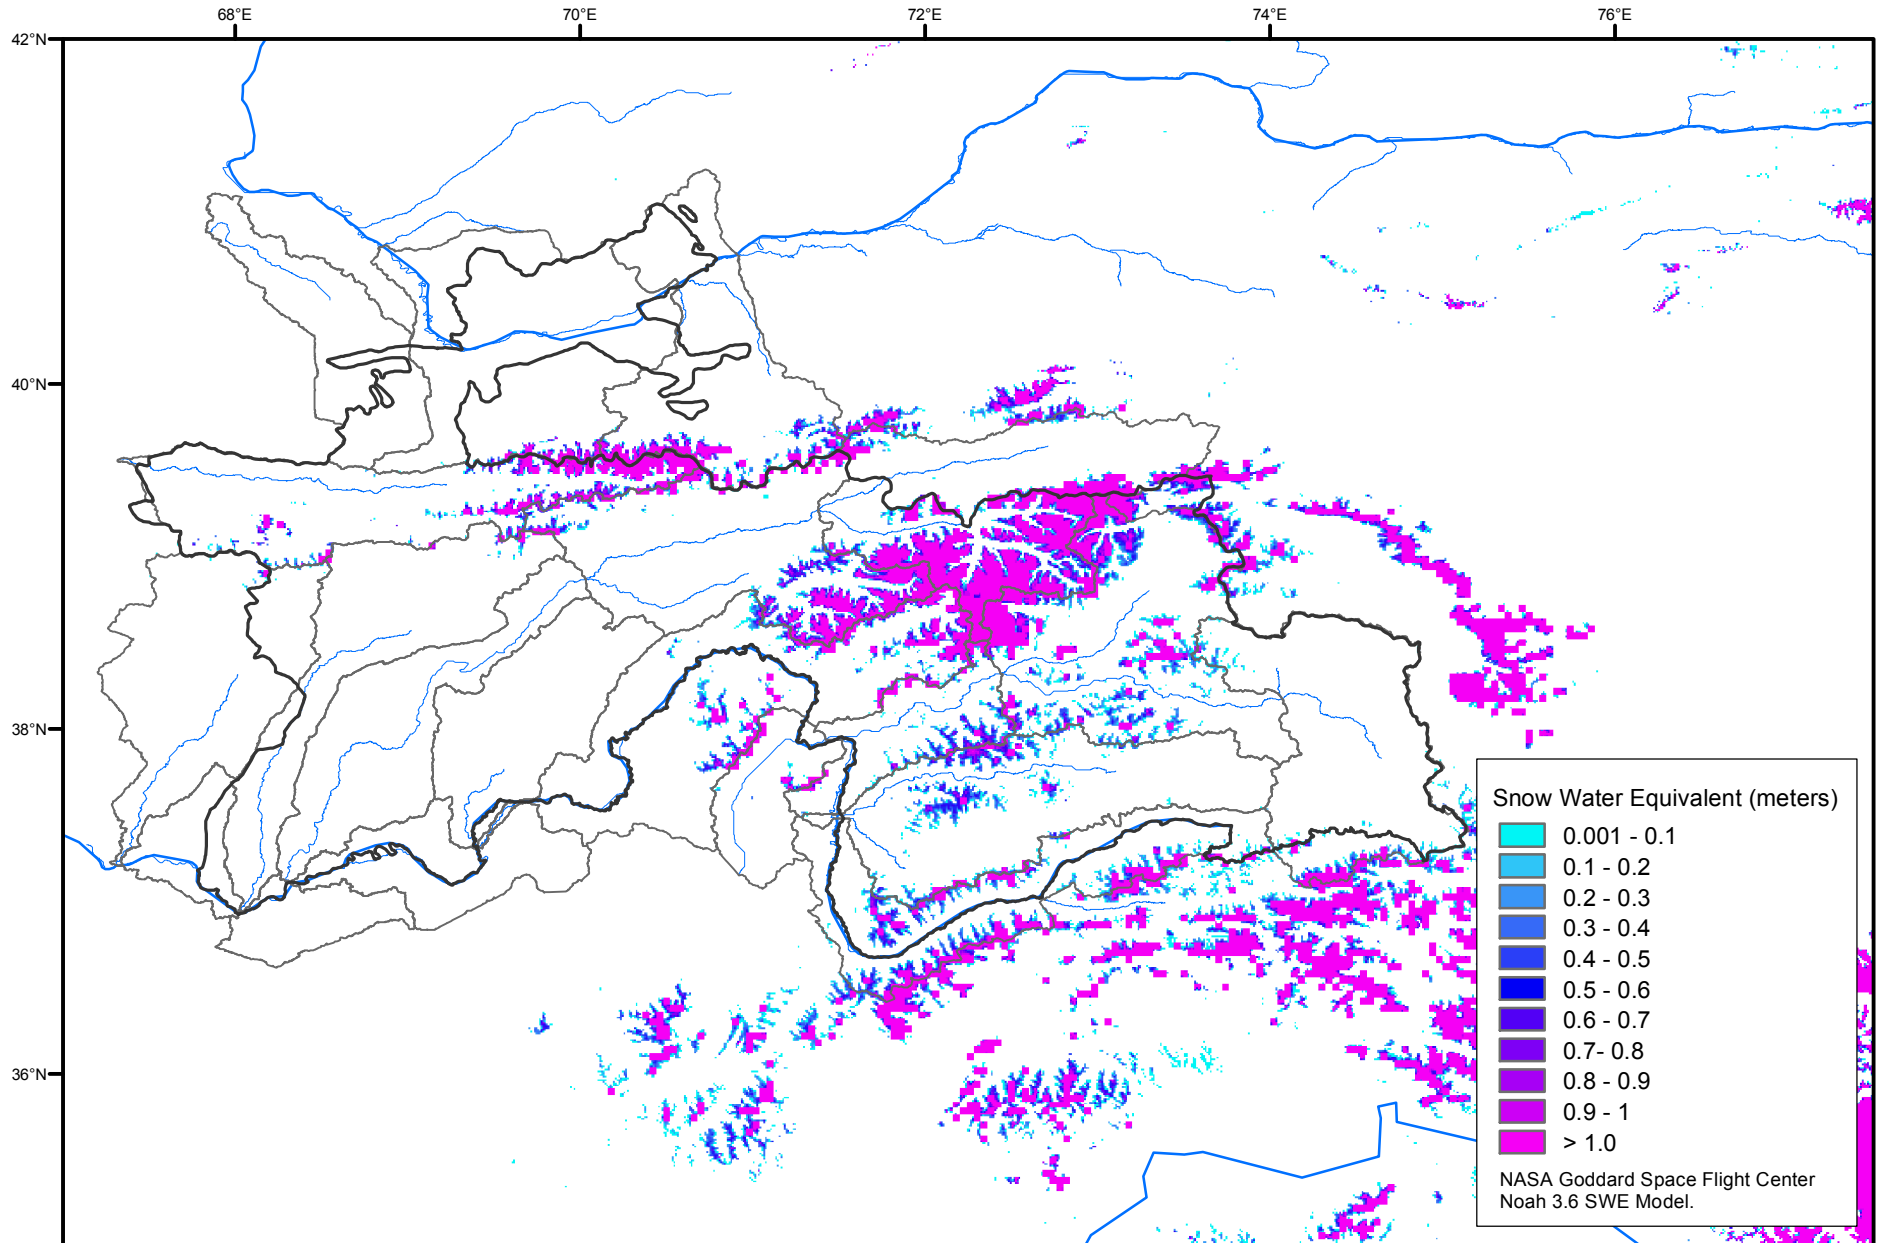 68°E 70°E 72°E 74°E 76°E
42°N
40°N
38°N
36°N
Snow Water Equivalent (meters)
0.001 - 0.1
0.1 - 0.2
0.2 - 0.3
0.3 - 0.4
0.4 - 0.5
0.5 - 0.6
0.6 - 0.7
0.7- 0.8
0.8 - 0.9
0.9 - 1
> 1.0
NASA Goddard Space Flight Center
Noah 3.6 SWE Model.